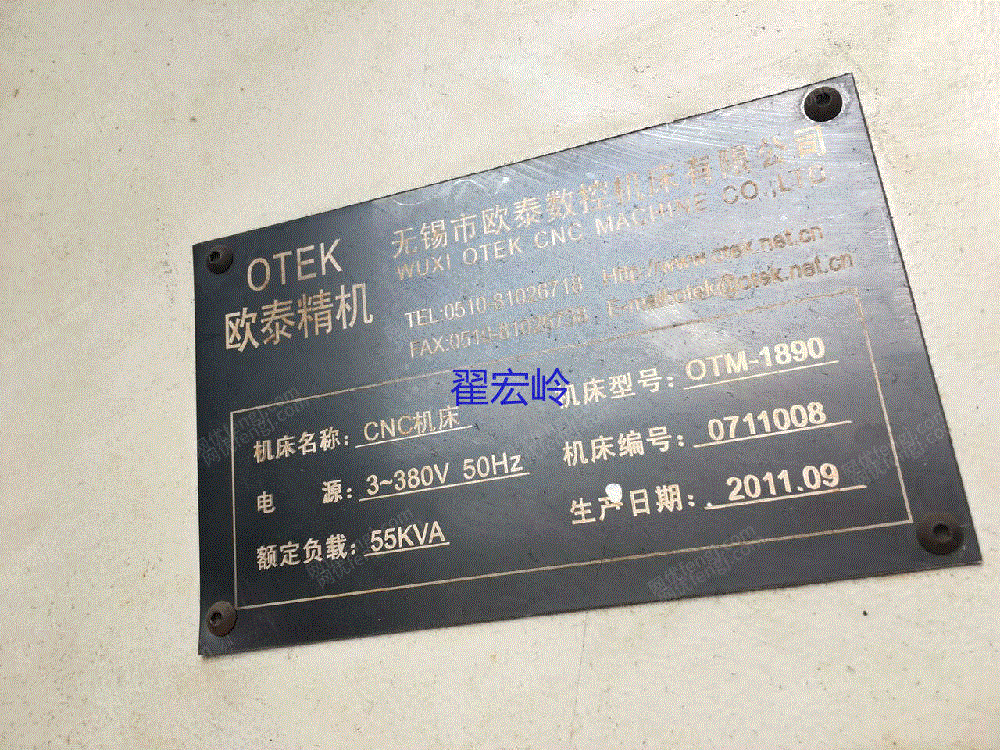 OTEK
欧泰精机
无锡市欧泰数控机床有限公司
WUXI OTEK CNC MACHINE CO.,LTD
TEL:0510-81026718
FAX:0510-81026718
翟宏岭
机床名称: CNC机床 机床型号: OTM-1890
电 源: 3~380V 50Hz 机床编号: 0711008
额定负载: 55KVA 生产日期: 2011.09